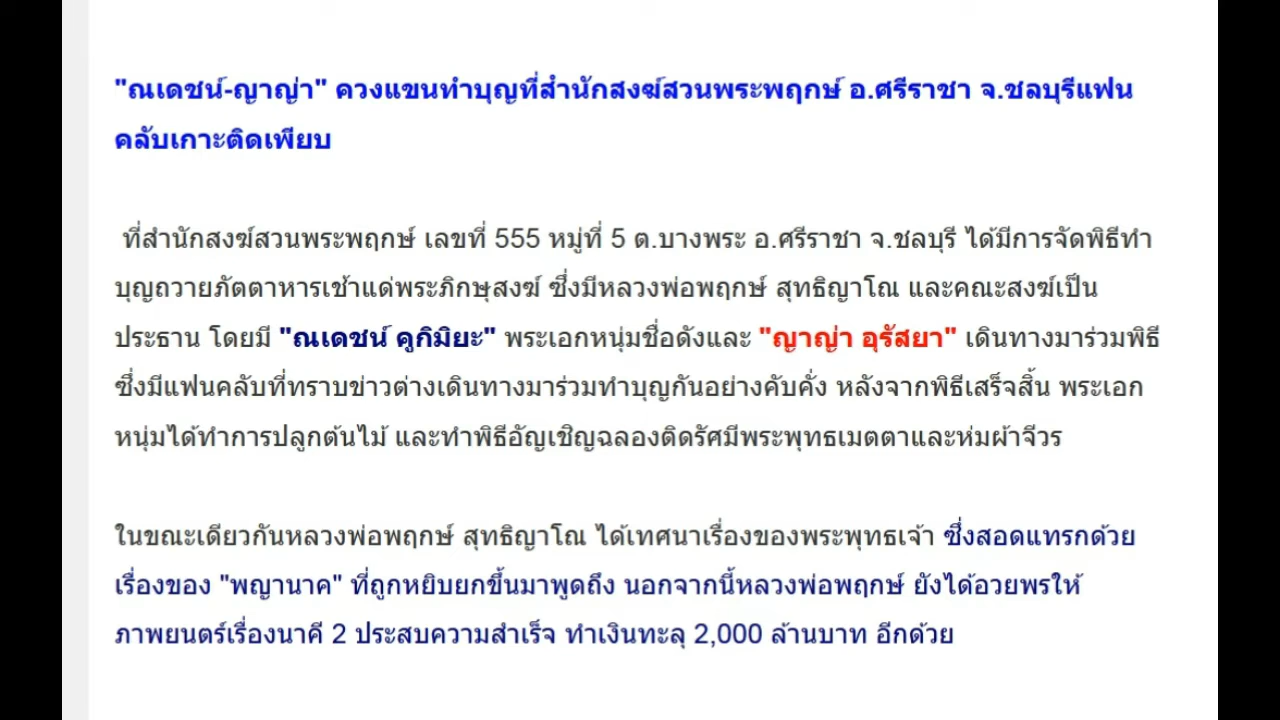 "ณเดชน์-ญาญ่า" ควงแขนทำบุญที่สำนักสงฆ์สวนพระพฤกษ์ อ.ศรีราชา จ.ชลบุรีแฟน
คลับเกาะติดเพียบ
ที่สำนักสงฆ์สวนพระพฤกษ์ เลขที่ 555 หมู่ที่ 5 ต.บางพระ อ.ศรีราชา จ.ชลบุรี ได้มีการจัดพิธีทำ
บุญถวายภัตตาหารเช้าแด่พระภิกษุสงฆ์ ซึ่งมีหลวงพ่อพฤกษ์ สุทธิญาโณ และคณะสงฆ์เป็น
ประธาน โดยมี "ณเดชน์ คูกิมิยะ" พระเอกหนุ่มชื่อดังและ "ญาญ่า อุรัสยา" เดินทางมาร่วมพิธี
ซึ่งมีแฟนคลับที่ทราบข่าวต่างเดินทางมาร่วมทำบุญกันอย่างคับคั่ง หลังจากพิธีเสร็จสิ้น พระเอก
หนุ่มได้ทำการปลูกต้นไม้ และทำพิธีอัญเชิญฉลองติดรัศมีพระพุทธเมตตาและห่มผ้าจีวร
ในขณะเดียวกันหลวงพ่อพฤกษ์ สุทธิญาโณ ได้เทศนาเรื่องของพระพุทธเจ้า ซึ่งสอดแทรกด้วย
เรื่องของ "พญานาค" ที่ถูกหยิบยกขึ้นมาพูดถึง นอกจากนี้หลวงพ่อพฤกษ์ ยังได้อวยพรให้
ภาพยนตร์เรื่องนาคี 2 ประสบความสำเร็จ ทำเงินทะลุ 2,000 ล้านบาท อีกด้วย